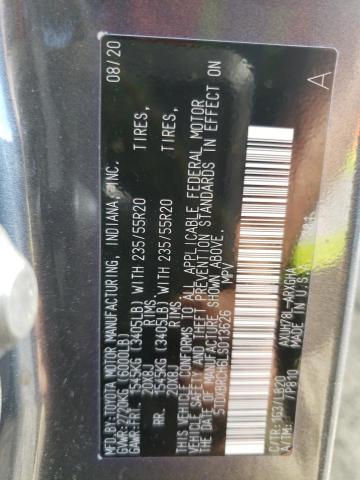 MFD.BY:TOYOTA MOTOR MANUFACTURING, INDIANA, INC. 08/20
GVWR:2720KG (6000LB)
GAWR:FRT. 1545KG (3405LB) WITH 235/55R20 TIRES,
20X8J RIMS.
RR. 1545KG (3405LB) WITH 235/55R20 TIRES,
20X8J RIMS.
THIS VEHICLE CONFORMS TO ALL APPLICABLE FEDERAL MOTOR
VEHICLE SAFETY AND THEFT PREVENTION STANDARDS IN EFFECT ON
THE DATE OF MANUFACTURE SHOWN ABOVE.
MPV
A
C/TR: LB20
A/TM: /P810
MADE IN U.S.A.